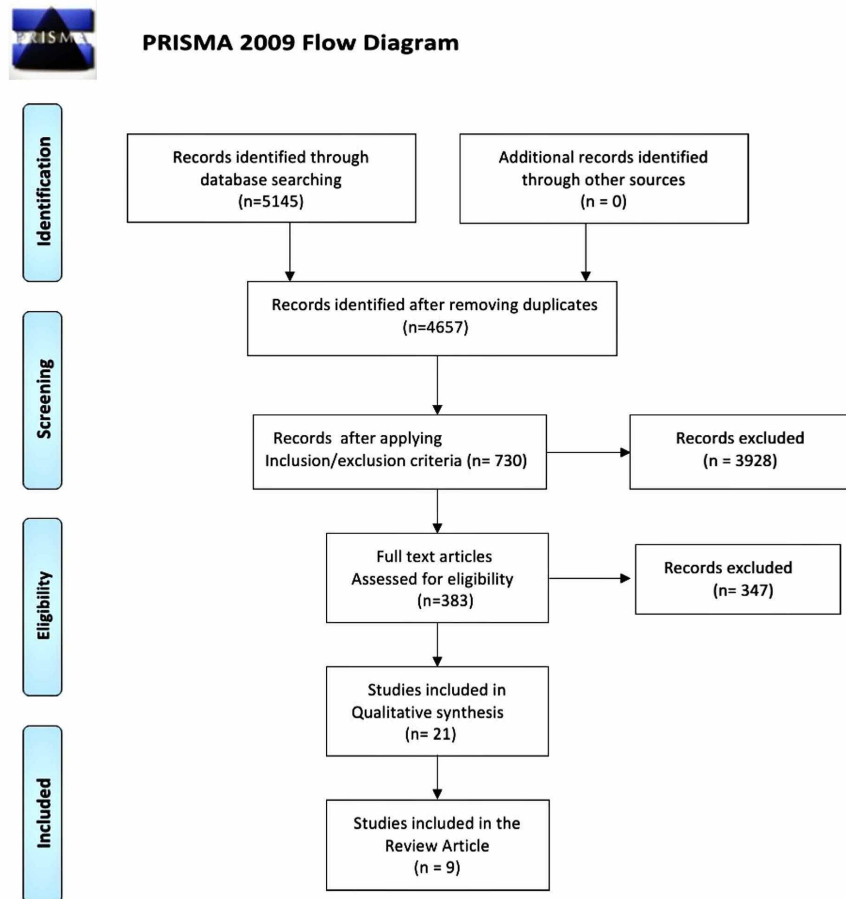 PRISMA
PRISMA 2009 Flow Diagram
Identification
Records identified through
database searching
(n=5145)
Additional records identified
through other sources
(n = 0)
Records identified after removing duplicates
(n=4657)
Screening
Records after applying
Inclusion/exclusion criteria (n= 730)
Records excluded
(n = 3928)
Eligibility
Full text articles
Assessed for eligibility
(n=383)
Records excluded
(n= 347)
Studies included in
Qualitative synthesis
(n= 21)
Included
Studies included in the
Review Article
(n = 9)